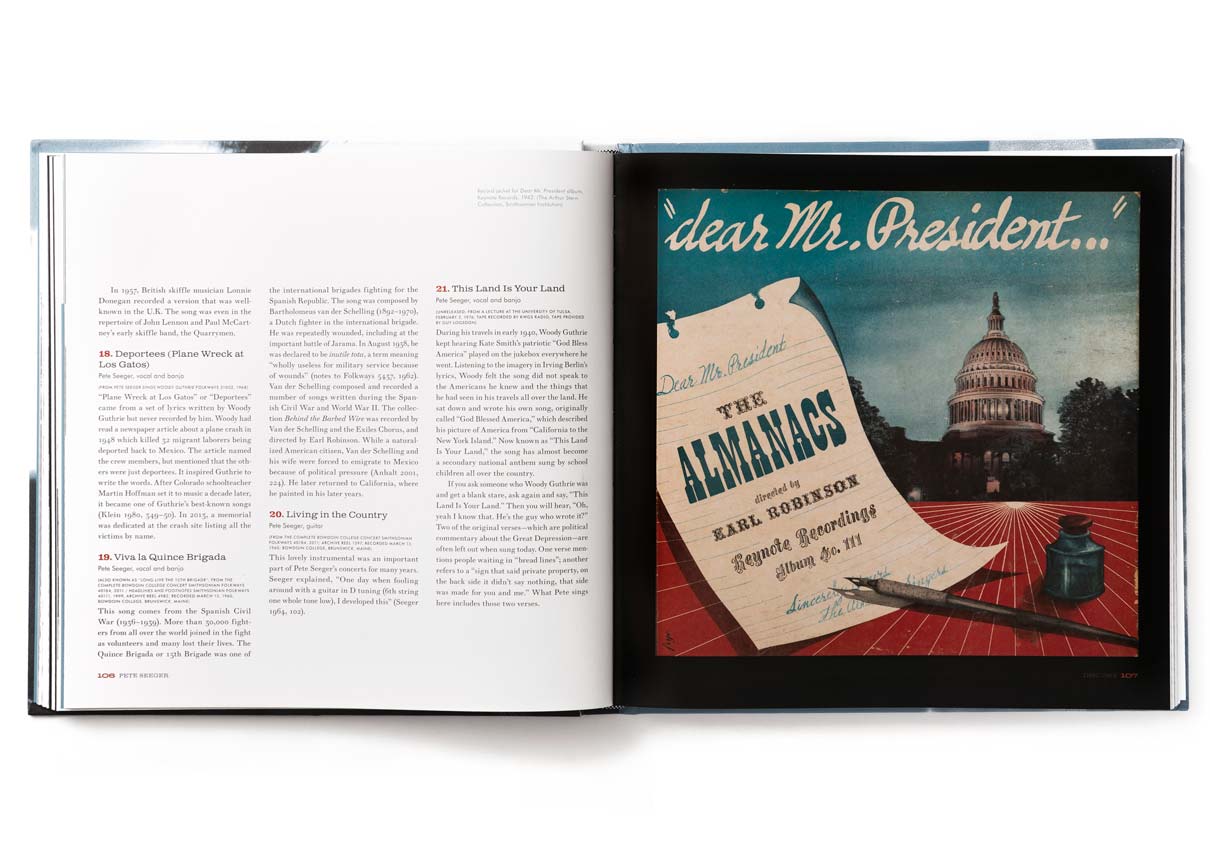 Record jacket for Dear Mr. President album,
Keynote Records, 1942. (The Arthur Stern
Collection, Smithsonian Institution)
In 1957, British skiffle musician Lonnie
Donegan recorded a version that was well-
known in the U.K. The song was even in the
repertoire of John Lennon and Paul McCart-
ney's early skiffle band, the Quarrymen.
18. Deportees (Plane Wreck at
Los Gatos)
Pete Seeger, vocal and banjo
(FROM PETE SEEGER SINGS WOODY GUTHRIE FOLKWAYS 31002, 1968)
"Plane Wreck at Los Gatos" or "Deportees"
came from a set of lyrics written by Woody
Guthrie but never recorded by him. Woody had
read a newspaper article about a plane crash in
1948 which killed 32 migrant laborers being
deported back to Mexico. The article named
the crew members, but mentioned that the oth-
ers were just deportees. It inspired Guthrie to
write the words. After Colorado schoolteacher
Martin Hoffman set it to music a decade later,
it became one of Guthrie's best-known songs
(Klein 1980, 349–50). In 2013, a memorial
was dedicated at the crash site listing all the
victims by name.
19. Viva la Quince Brigada
Pete Seeger, vocal and banjo
(ALSO KNOWN AS "LONG LIVE THE 15TH BRIGADE"; FROM THE
COMPLETE BOWDOIN COLLEGE CONCERT SMITHSONIAN FOLKWAYS
40184, 2011 / HEADLINES AND FOOTNOTES SMITHSONIAN FOLKWAYS
40111, 1999; ARCHIVE REEL 4982; RECORDED MARCH 13, 1960,
BOWDOIN COLLEGE, BRUNSWICK, MAINE)
This song comes from the Spanish Civil
War (1936–1939). More than 30,000 fight-
ers from all over the world joined in the fight
as volunteers and many lost their lives. The
Quince Brigada or 15th Brigade was one of
the international brigades fighting for the
Spanish Republic. The song was composed by
Bartholomeus van der Schelling (1892–1970),
a Dutch fighter in the international brigade.
He was repeatedly wounded, including at the
important battle of Jarama. In August 1938, he
was declared to be inutile tota, a term meaning
"wholly useless for military service because
of wounds" (notes to Folkways 5437, 1962).
Van der Schelling composed and recorded a
number of songs written during the Span-
ish Civil War and World War II. The collec-
tion Behind the Barbed Wire was recorded by
Van der Schelling and the Exiles Chorus, and
directed by Earl Robinson. While a natural-
ized American citizen, Van der Schelling and
his wife were forced to emigrate to Mexico
because of political pressure (Anhalt 2001,
224). He later returned to California, where
he painted in his later years.
20. Living in the Country
Pete Seeger, guitar
(FROM THE COMPLETE BOWDOIN COLLEGE CONCERT SMITHSONIAN
FOLKWAYS 40184, 2011/ ARCHIVE REEL 1397; RECORDED MARCH 13,
1960; BOWDOIN COLLEGE, BRUNSWICK, MAINE)
This lovely instrumental was an important
part of Pete Seeger's concerts for many years.
Seeger explained, "One day when fooling
around with a guitar in D tuning (6th string
one whole tone low), I developed this" (Seeger
1964, 102).
21. This Land Is Your Land
Pete Seeger, vocal and banjo
(UNRELEASED, FROM A LECTURE AT THE UNIVERSITY OF TULSA,
FEBRUARY 2, 1976; TAPE RECORDED BY KWGS RADIO, TAPE PROVIDED
BY GUY LOGSDON)
During his travels in early 1940, Woody Guthrie
kept hearing Kate Smith's patriotic "God Bless
America" played on the jukebox everywhere he
went. Listening to the imagery in Irving Berlin's
lyrics, Woody felt the song did not speak to
the Americans he knew and the things that
he had seen in his travels all over the land. He
sat down and wrote his own song, originally
called "God Blessed America," which described
his picture of America from "California to the
New York Island." Now known as "This Land
Is Your Land," the song has almost become
a secondary national anthem sung by school
children all over the country.
If you ask someone who Woody Guthrie was
and get a blank stare, ask again and say, "This
Land Is Your Land." Then you will hear, "Oh,
yeah I know that. He's the guy who wrote it?"
Two of the original verses—which are political
commentary about the Great Depression—are
often left out when sung today. One verse men-
tions people waiting in "bread lines"; another
refers to a "sign that said private property, on
the back side it didn't say nothing, that side
was made for you and me." What Pete sings
here includes those two verses.
106 PETE SEEGER
"dear Mr. President..."
Dear Mr. President
THE
ALMANACS
directed by
EARL ROBINSON
Keynote Recordings
Album No. 111
Sincerely
The Singers
107